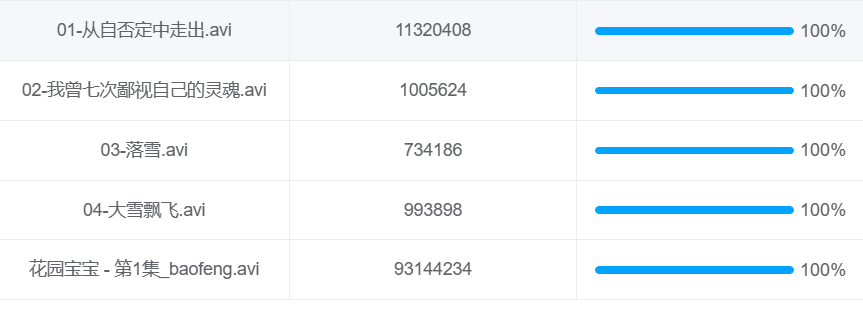 01-从自否定中走出.avi 11320408 100%
02-我曾七次鄙视自己的灵魂.avi 1005624 100%
03-落雪.avi 734186 100%
04-大雪飘飞.avi 993898 100%
花园宝宝 - 第1集_baofeng.avi 93144234 100%